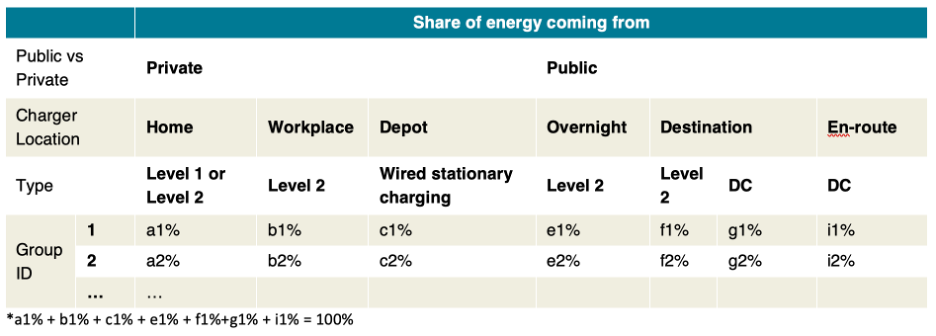 Share of energy coming from
Public vs Private Private Public
Charger Location Home Workplace Depot Overnight Destination En-route
Type Level 1 or Level 2 Level 2 Wired stationary charging Level 2 Level 2 DC DC
Group ID 1 a1% b1% c1% e1% f1% g1% i1%
2 a2% b2% c2% e2% f2% g2% i2%
... ...
*a1% + b1% + c1% + e1% + f1%+g1% + i1% = 100%